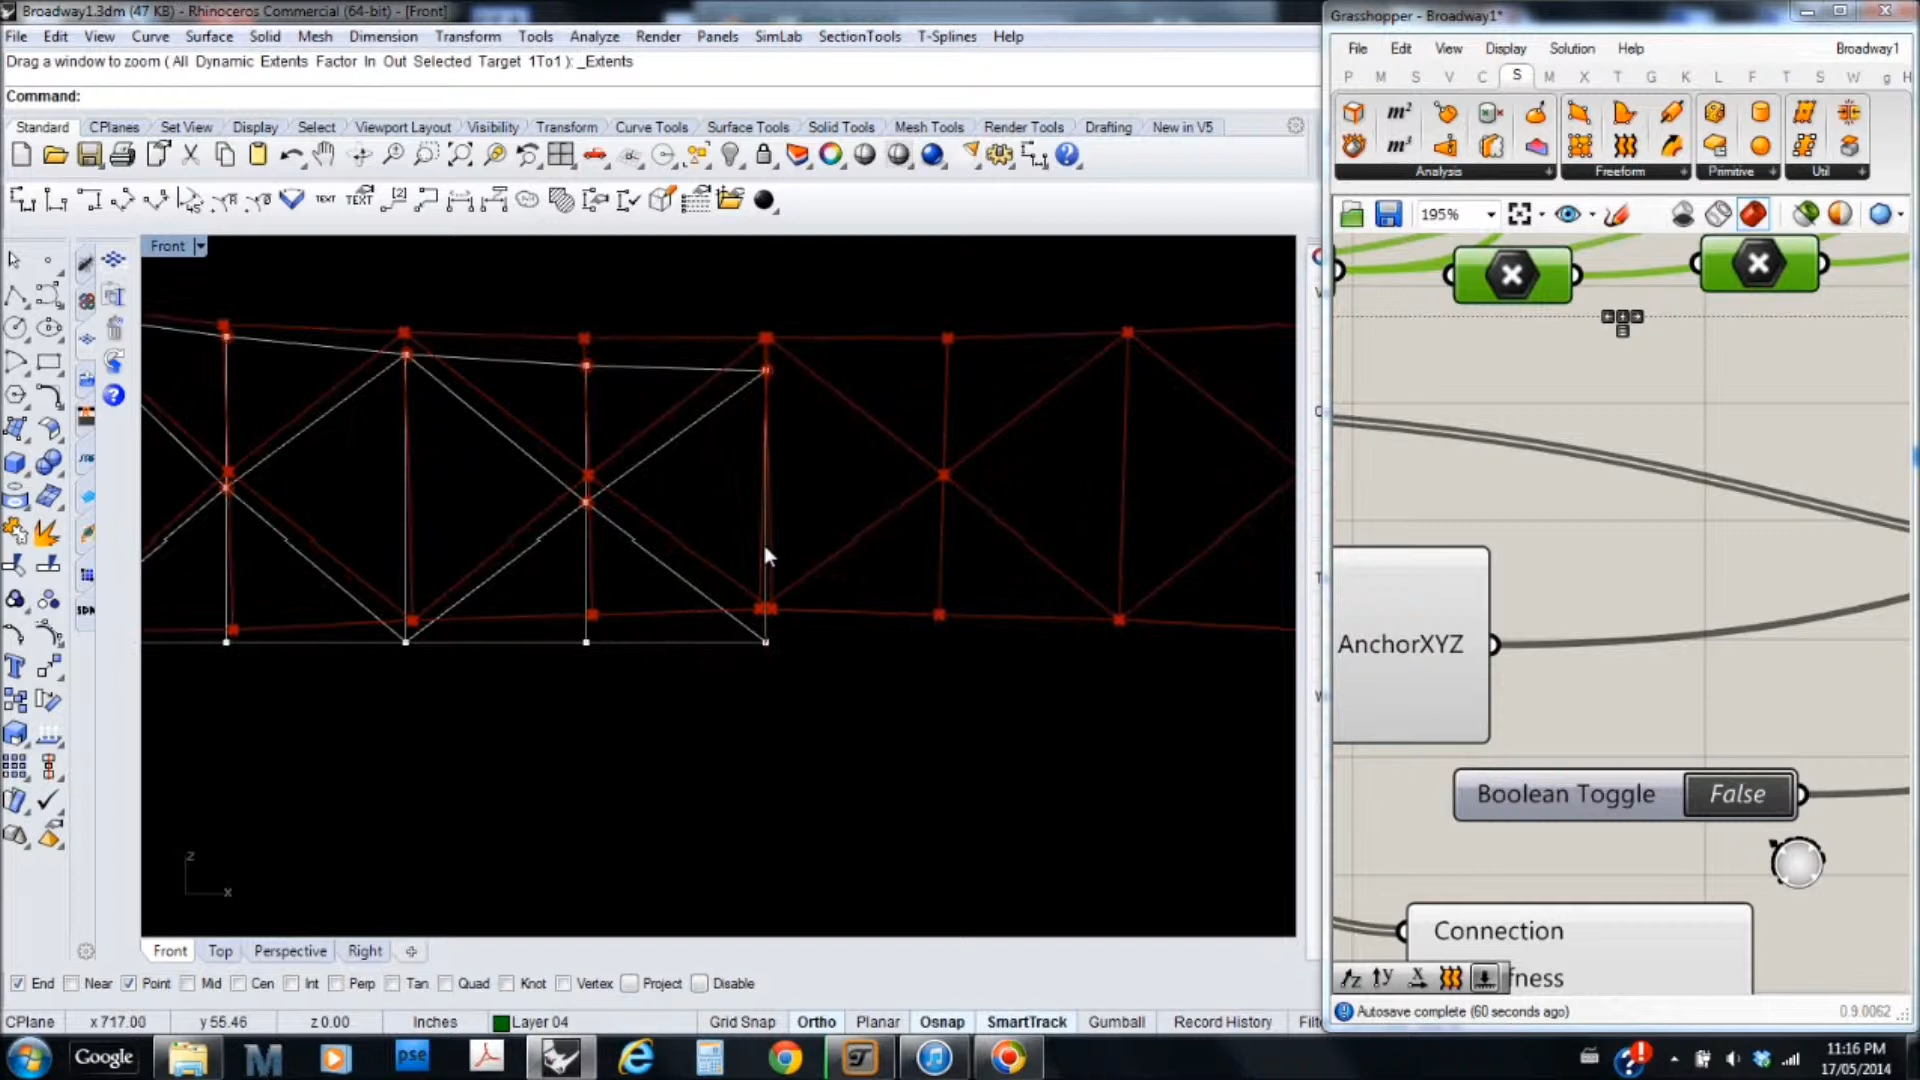 Broadway1.3dm (47 KB) - Rhinoceros Commercial (64-bit) - [Front]
File Edit View Curve Surface Solid Mesh Dimension Transform Tools Analyze Render Panels SimLab SectionTools T-Splines Help
Drag a window to zoom ( All Dynamic Extents Factor In Out Selected Target 1To1 ): _Extents
Command:
Standard CPlanes Set View Display Select Viewport Layout Visibility Transform Curve Tools Surface Tools Solid Tools Mesh Tools Render Tools Drafting New in V5
TEXT TEXT
Front
z
x
Front Top Perspective Right
End Near Point Mid Cen Int Perp Tan Quad Knot Vertex Project Disable
CPlane x 717.00 y 55.46 z 0.00 Inches Layer 04 Grid Snap Ortho Planar Osnap SmartTrack Gumball Record History Filt
Grasshopper - Broadway1*
File Edit View Display Solution Help Broadway1
P M S V C S M X T G K L F T S W g H
m² m³
Analysis Freeform Primitive Util
195%
AnchorXYZ
Boolean Toggle False
Connection
fness
Autosave complete (60 seconds ago) 0.9.0062
Google pse
11:16 PM
17/05/2014